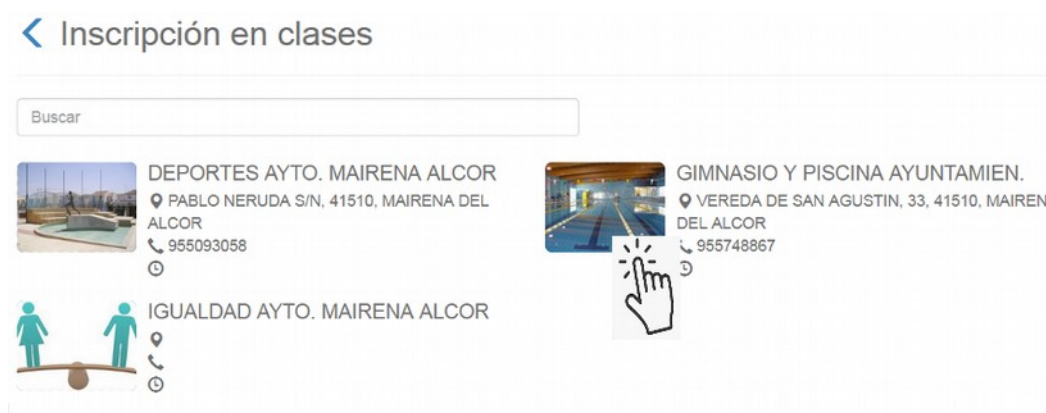 Inscripción en clases
Buscar
DEPORTES AYTO. MAIRENA ALCOR
PABLO NERUDA S/N, 41510, MAIRENA DEL
ALCOR
955093058
GIMNASIO Y PISCINA AYUNTAMIEN.
VEREDA DE SAN AGUSTIN, 33, 41510, MAIREN
DEL ALCOR
955748867
IGUALDAD AYTO. MAIRENA ALCOR